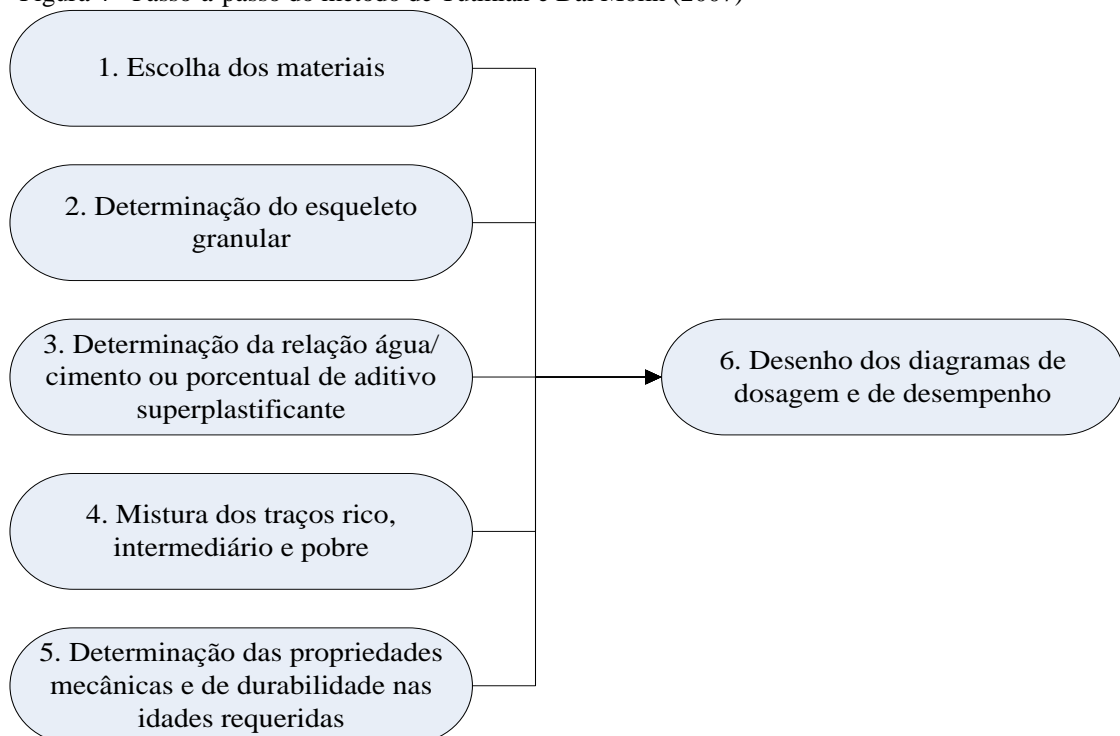 1. Escolha dos materiais
2. Determinação do esqueleto
granular
3. Determinação da relação água/
cimento ou porcentual de aditivo
superplastificante
4. Mistura dos traços rico,
intermediário e pobre
5. Determinação das propriedades
mecânicas e de durabilidade nas
idades requeridas
6. Desenho dos diagramas de
dosagem e de desempenho